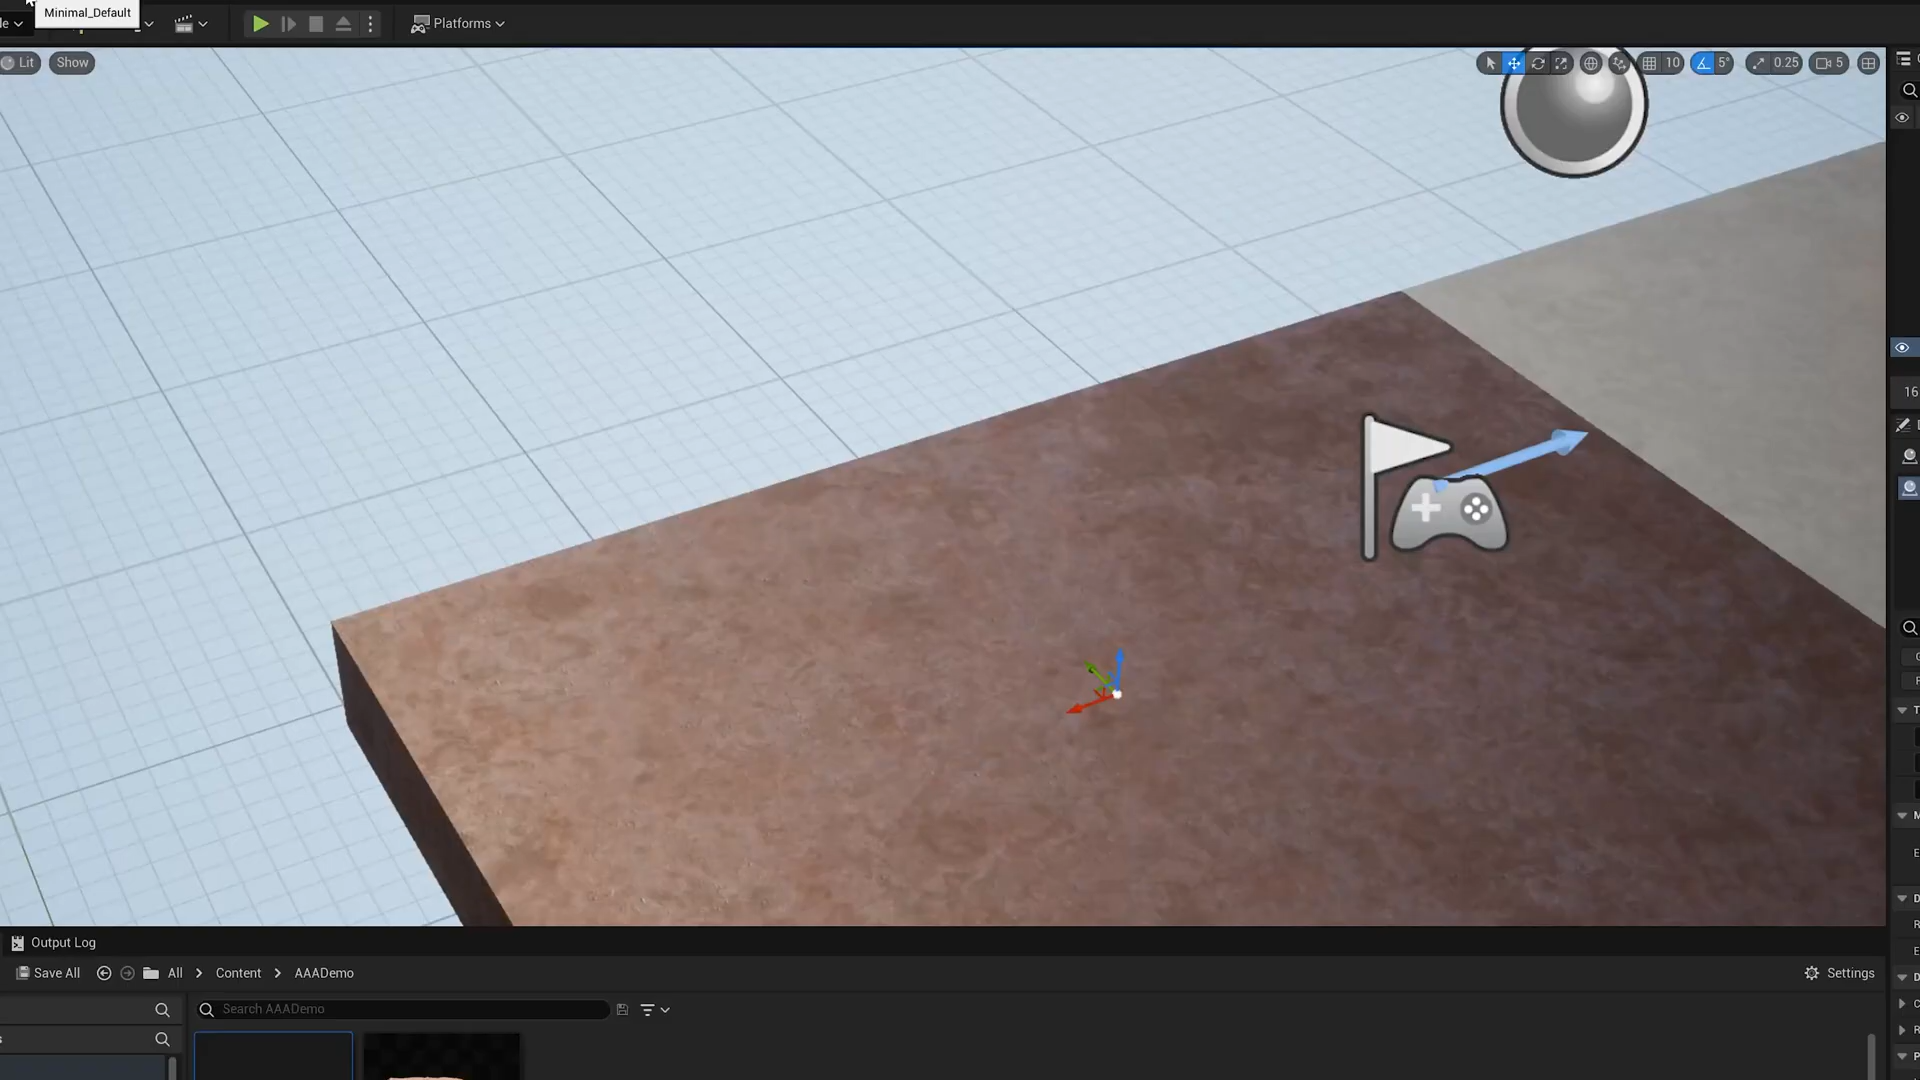 Minimal_Default
Platforms
Lit
Show
10
5°
0.25
5
16
Output Log
Save All
All
Content
AAADemo
Settings
Search AAADemo